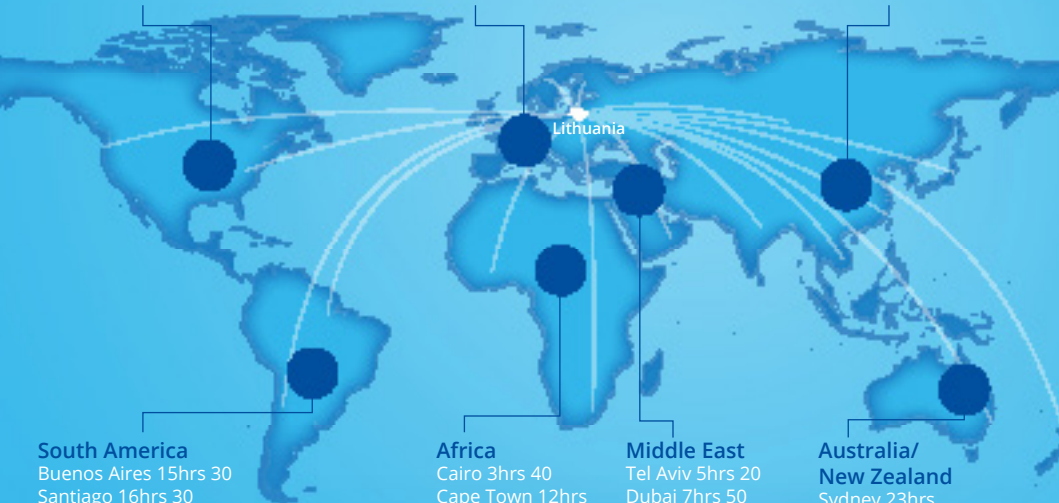 Lithuania
South America
Buenos Aires 15hrs 30
Santiago 16hrs 30
Africa
Cairo 3hrs 40
Cape Town 12hrs
Middle East
Tel Aviv 5hrs 20
Dubai 7hrs 50
Australia/
New Zealand
Sydney 23hrs